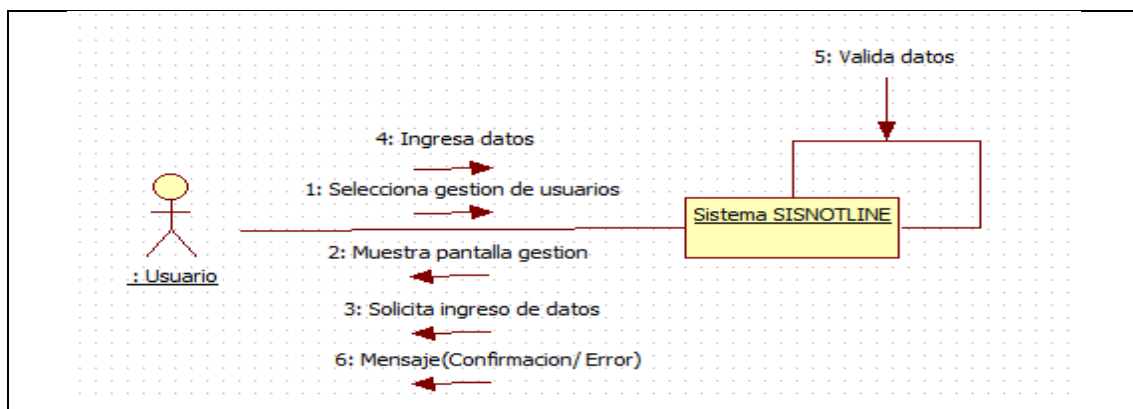 5: Valida datos
4: Ingresa datos
1: Selecciona gestion de usuarios
Sistema SISNOTLINE
2: Muestra pantalla gestion
: Usuario
3: Solicita ingreso de datos
6: Mensaje(Confirmacion/ Error)